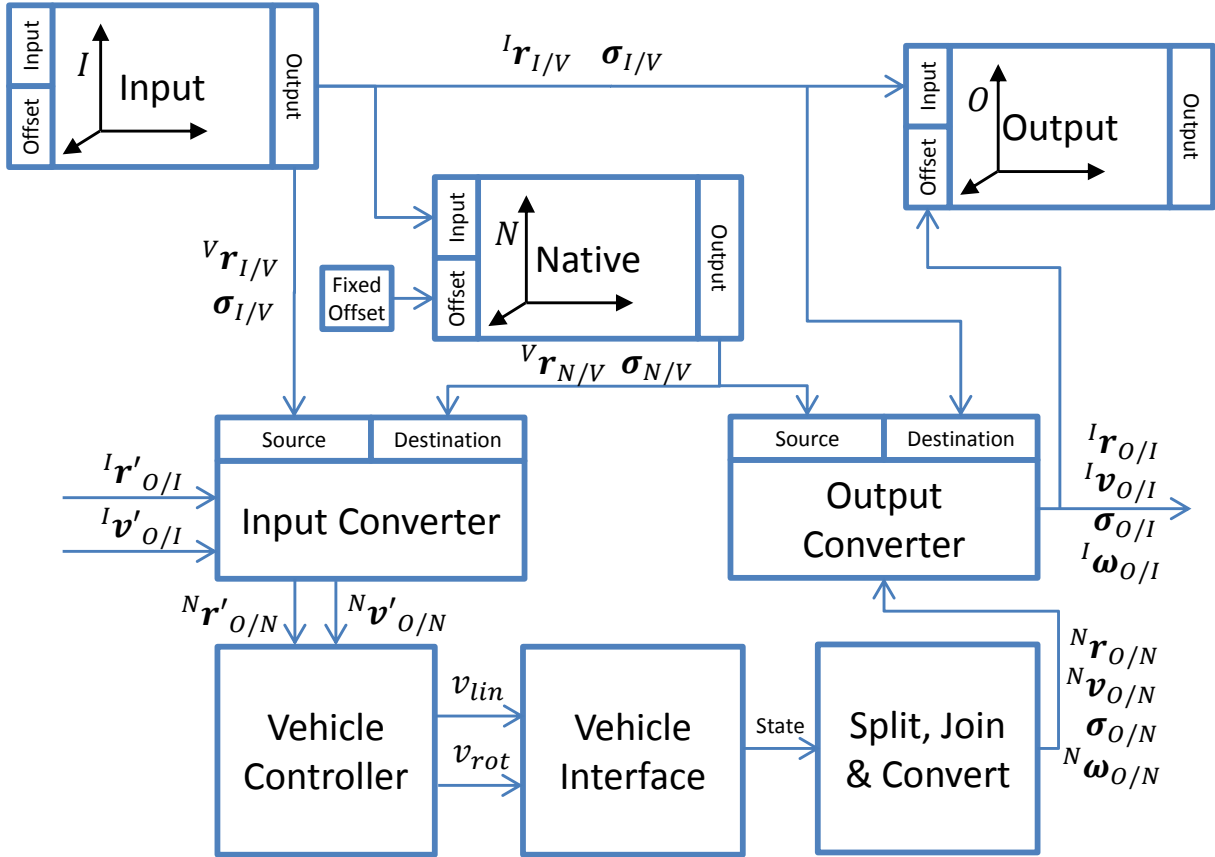 Input
Offset
I
Input
Output
^I r_{I/V} σ_{I/V}
Input
Offset
O
Output
Output
^V r_{I/V}
σ_{I/V}
Fixed
Offset
Input
Offset
N
Native
Output
^V r_{N/V} σ_{N/V}
Source
Destination
Input Converter
^I r'_{O/I}
^I v'_{O/I}
Source
Destination
Output
Converter
^I r_{O/I}
^I v_{O/I}
σ_{O/I}
^I ω_{O/I}
^N r'_{O/N}
^N v'_{O/N}
Vehicle
Controller
v_{lin}
v_{rot}
Vehicle
Interface
State
Split, Join
& Convert
^N r_{O/N}
^N v_{O/N}
σ_{O/N}
^N ω_{O/N}